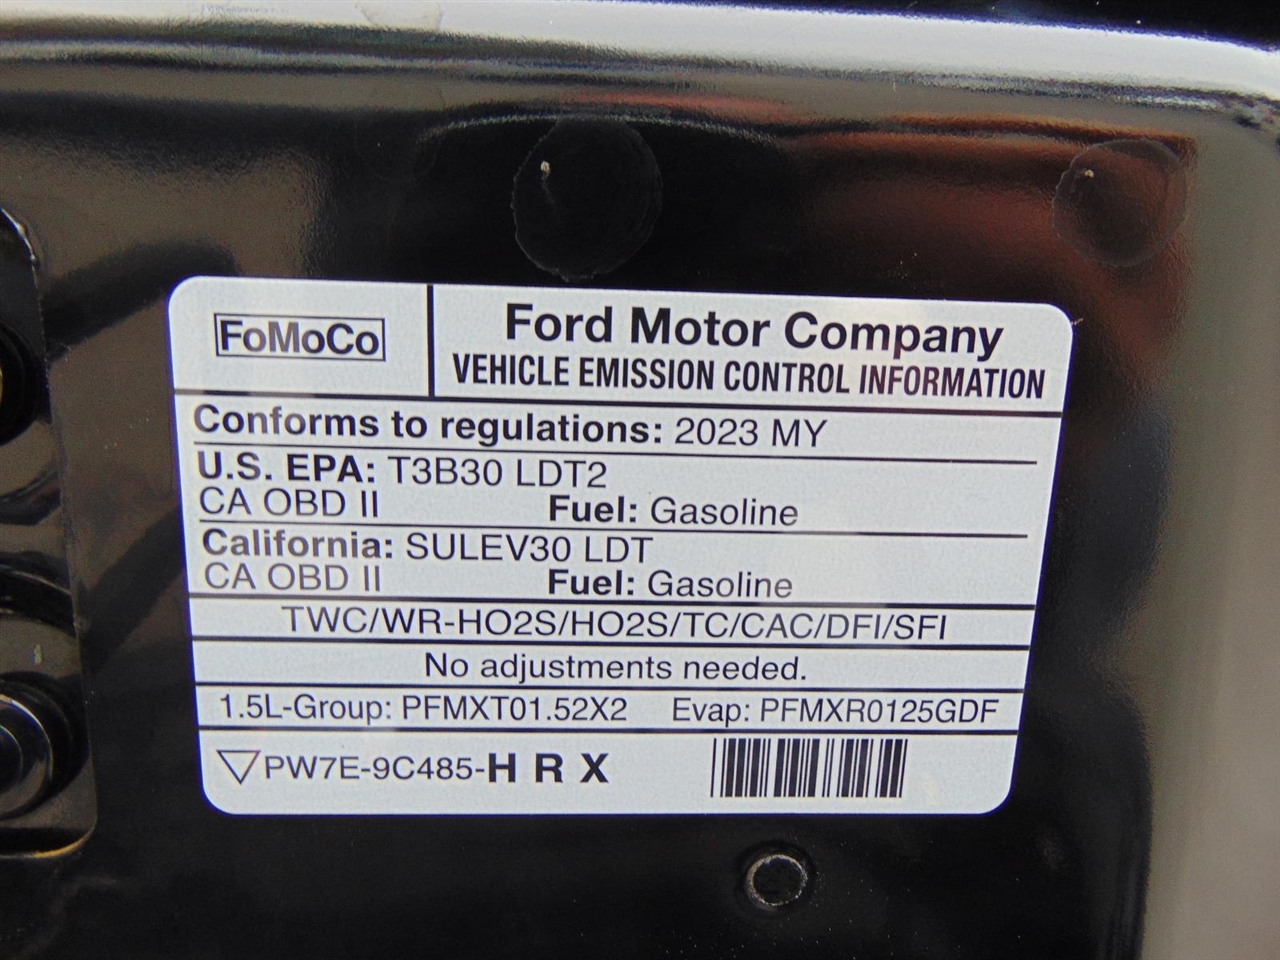 FoMoCo
Ford Motor Company
VEHICLE EMISSION CONTROL INFORMATION
Conforms to regulations: 2023 MY
U.S. EPA: T3B30 LDT2
CA OBD II Fuel: Gasoline
California: SULEV30 LDT
CA OBD II Fuel: Gasoline
TWC/WR-HO2S/HO2S/TC/CAC/DFI/SFI
No adjustments needed.
1.5L-Group: PFMXT01.52X2 Evap: PFMXR0125GDF
PW7E-9C485-H R X